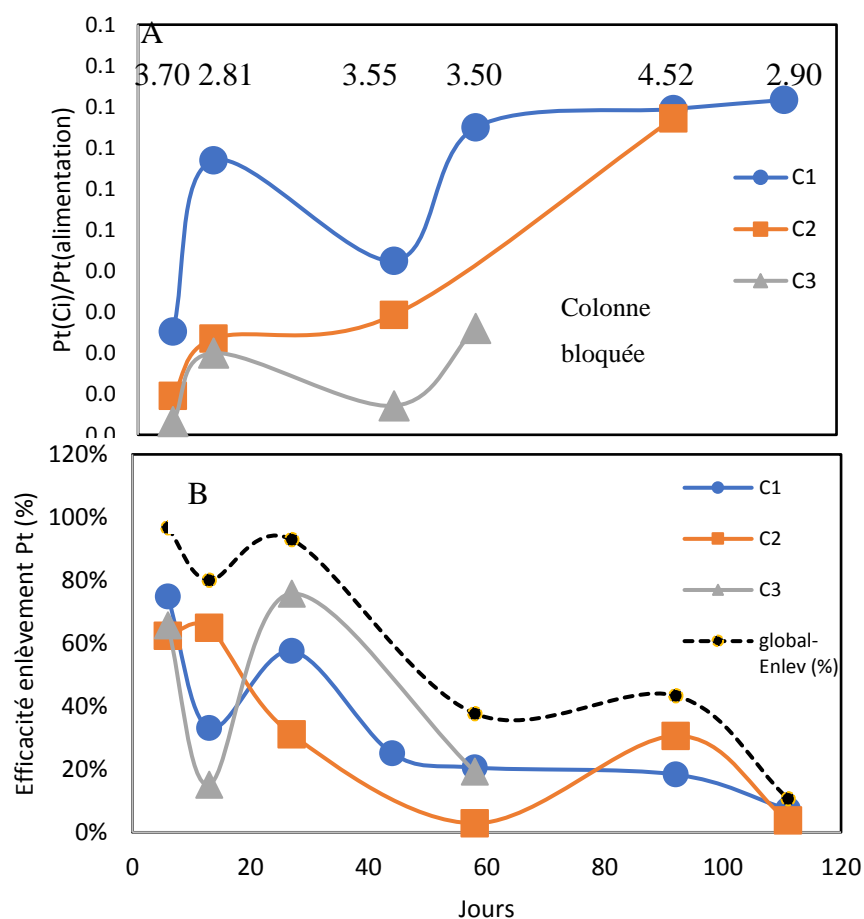 A
3.70 2.81 3.55 3.50 4.52 2.90
0.1
0.1
0.1
0.1
0.1
0.1
0.0
0.0
0.0
0.0
0.0
Pt(Ci)/Pt(alimentation)
C1
C2
C3
Colonne
bloquée
B
120%
100%
80%
60%
40%
20%
0%
Efficacité enlèvement Pt (%)
C1
C2
C3
global-
Enlev (%)
0 20 40 60 80 100 120
Jours